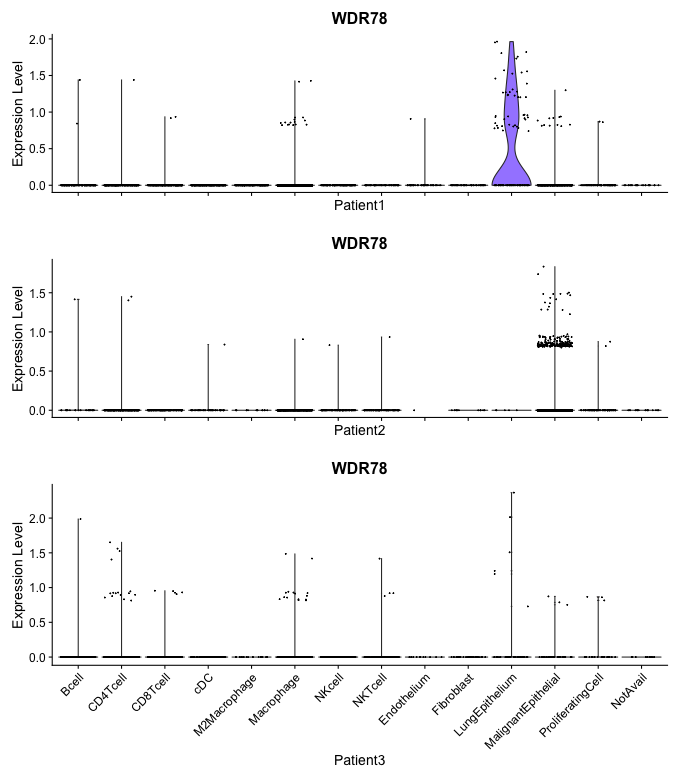 WDR78
Expression Level
2.0
1.5
1.0
0.5
0.0
Patient1
WDR78
Expression Level
1.5
1.0
0.5
0.0
Patient2
WDR78
Expression Level
2.0
1.5
1.0
0.5
0.0
Bcell
CD4Tcell
CD8Tcell
cDC
M2Macrophage
Macrophage
NKcell
NKTcell
Endothelium
Fibroblast
LungEpithelium
MalignantEpithelial
ProliferatingCell
NotAvail
Patient3